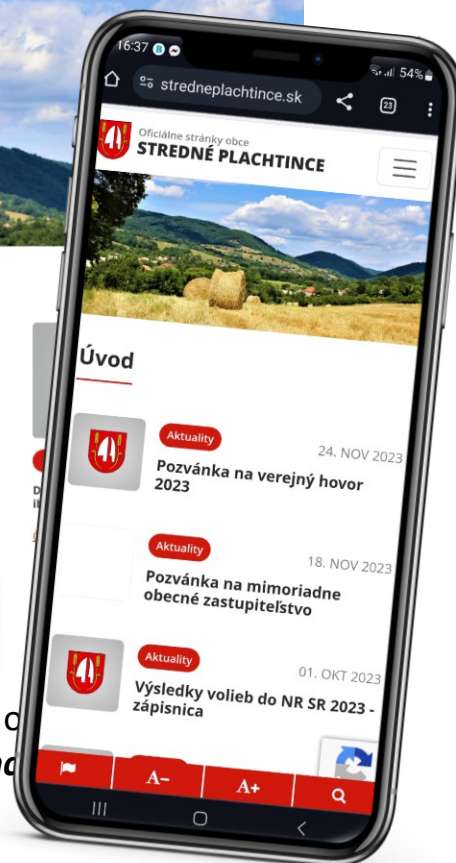 16:37
54%
stredneplachtince.sk
23
Oficiálne stránky obce
STREDNÉ PLACHTINCE
Úvod
Aktuality
24. NOV 2023
Pozvánka na verejný hovor
2023
Aktuality
18. NOV 2023
Pozvánka na mimoriadne
obecné zastupiteľstvo
Aktuality
01. OKT 2023
Výsledky volieb do NR SR 2023 -
zápisnica
A-
A+